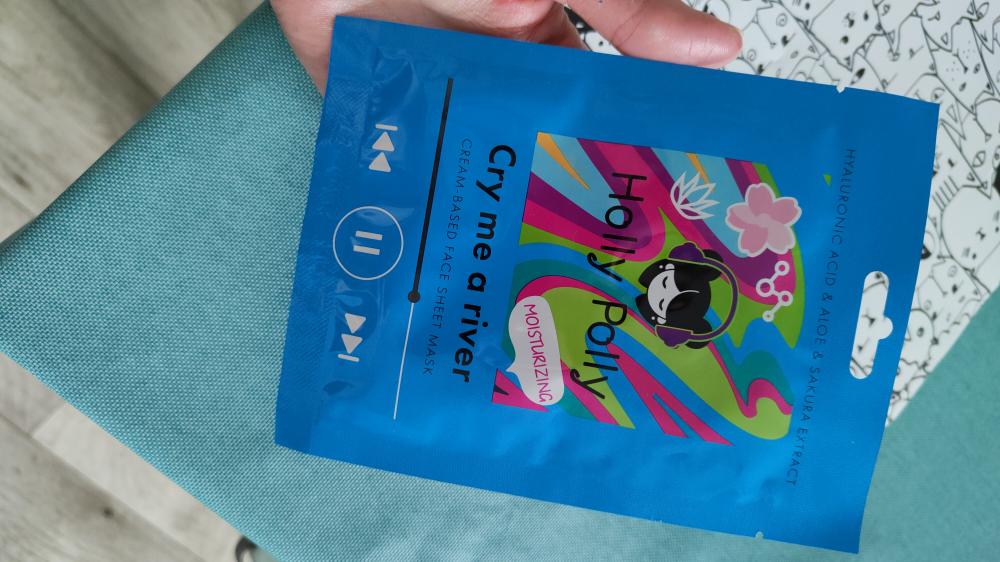 HYALURONIC ACID & ALOE & SAKURA EXTRACT
Holly Polly
MOISTURIZING
Cry me a river
CREAM-BASED FACE SHEET MASK